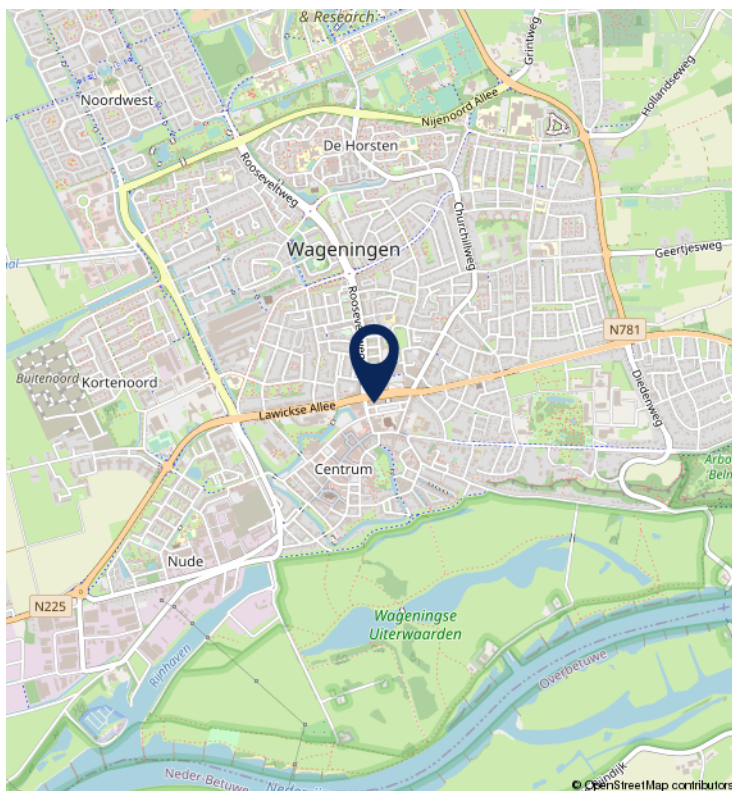 & Research
Grintweg
Hollandseweg
Noordwest
Nijenoord Allee
De Horsten
Rooseveltweg
Churchillweg
Wageningen
Geertjesweg
N781
Buitenoord
Kortenoord
Diedenweg
Lawickse Allee
Centrum
Nude
N225
Wageningse
Uiterwaarden
Rijnhaven
Overbetuwe
Neder-Betuwe
© OpenStreetMap contributors